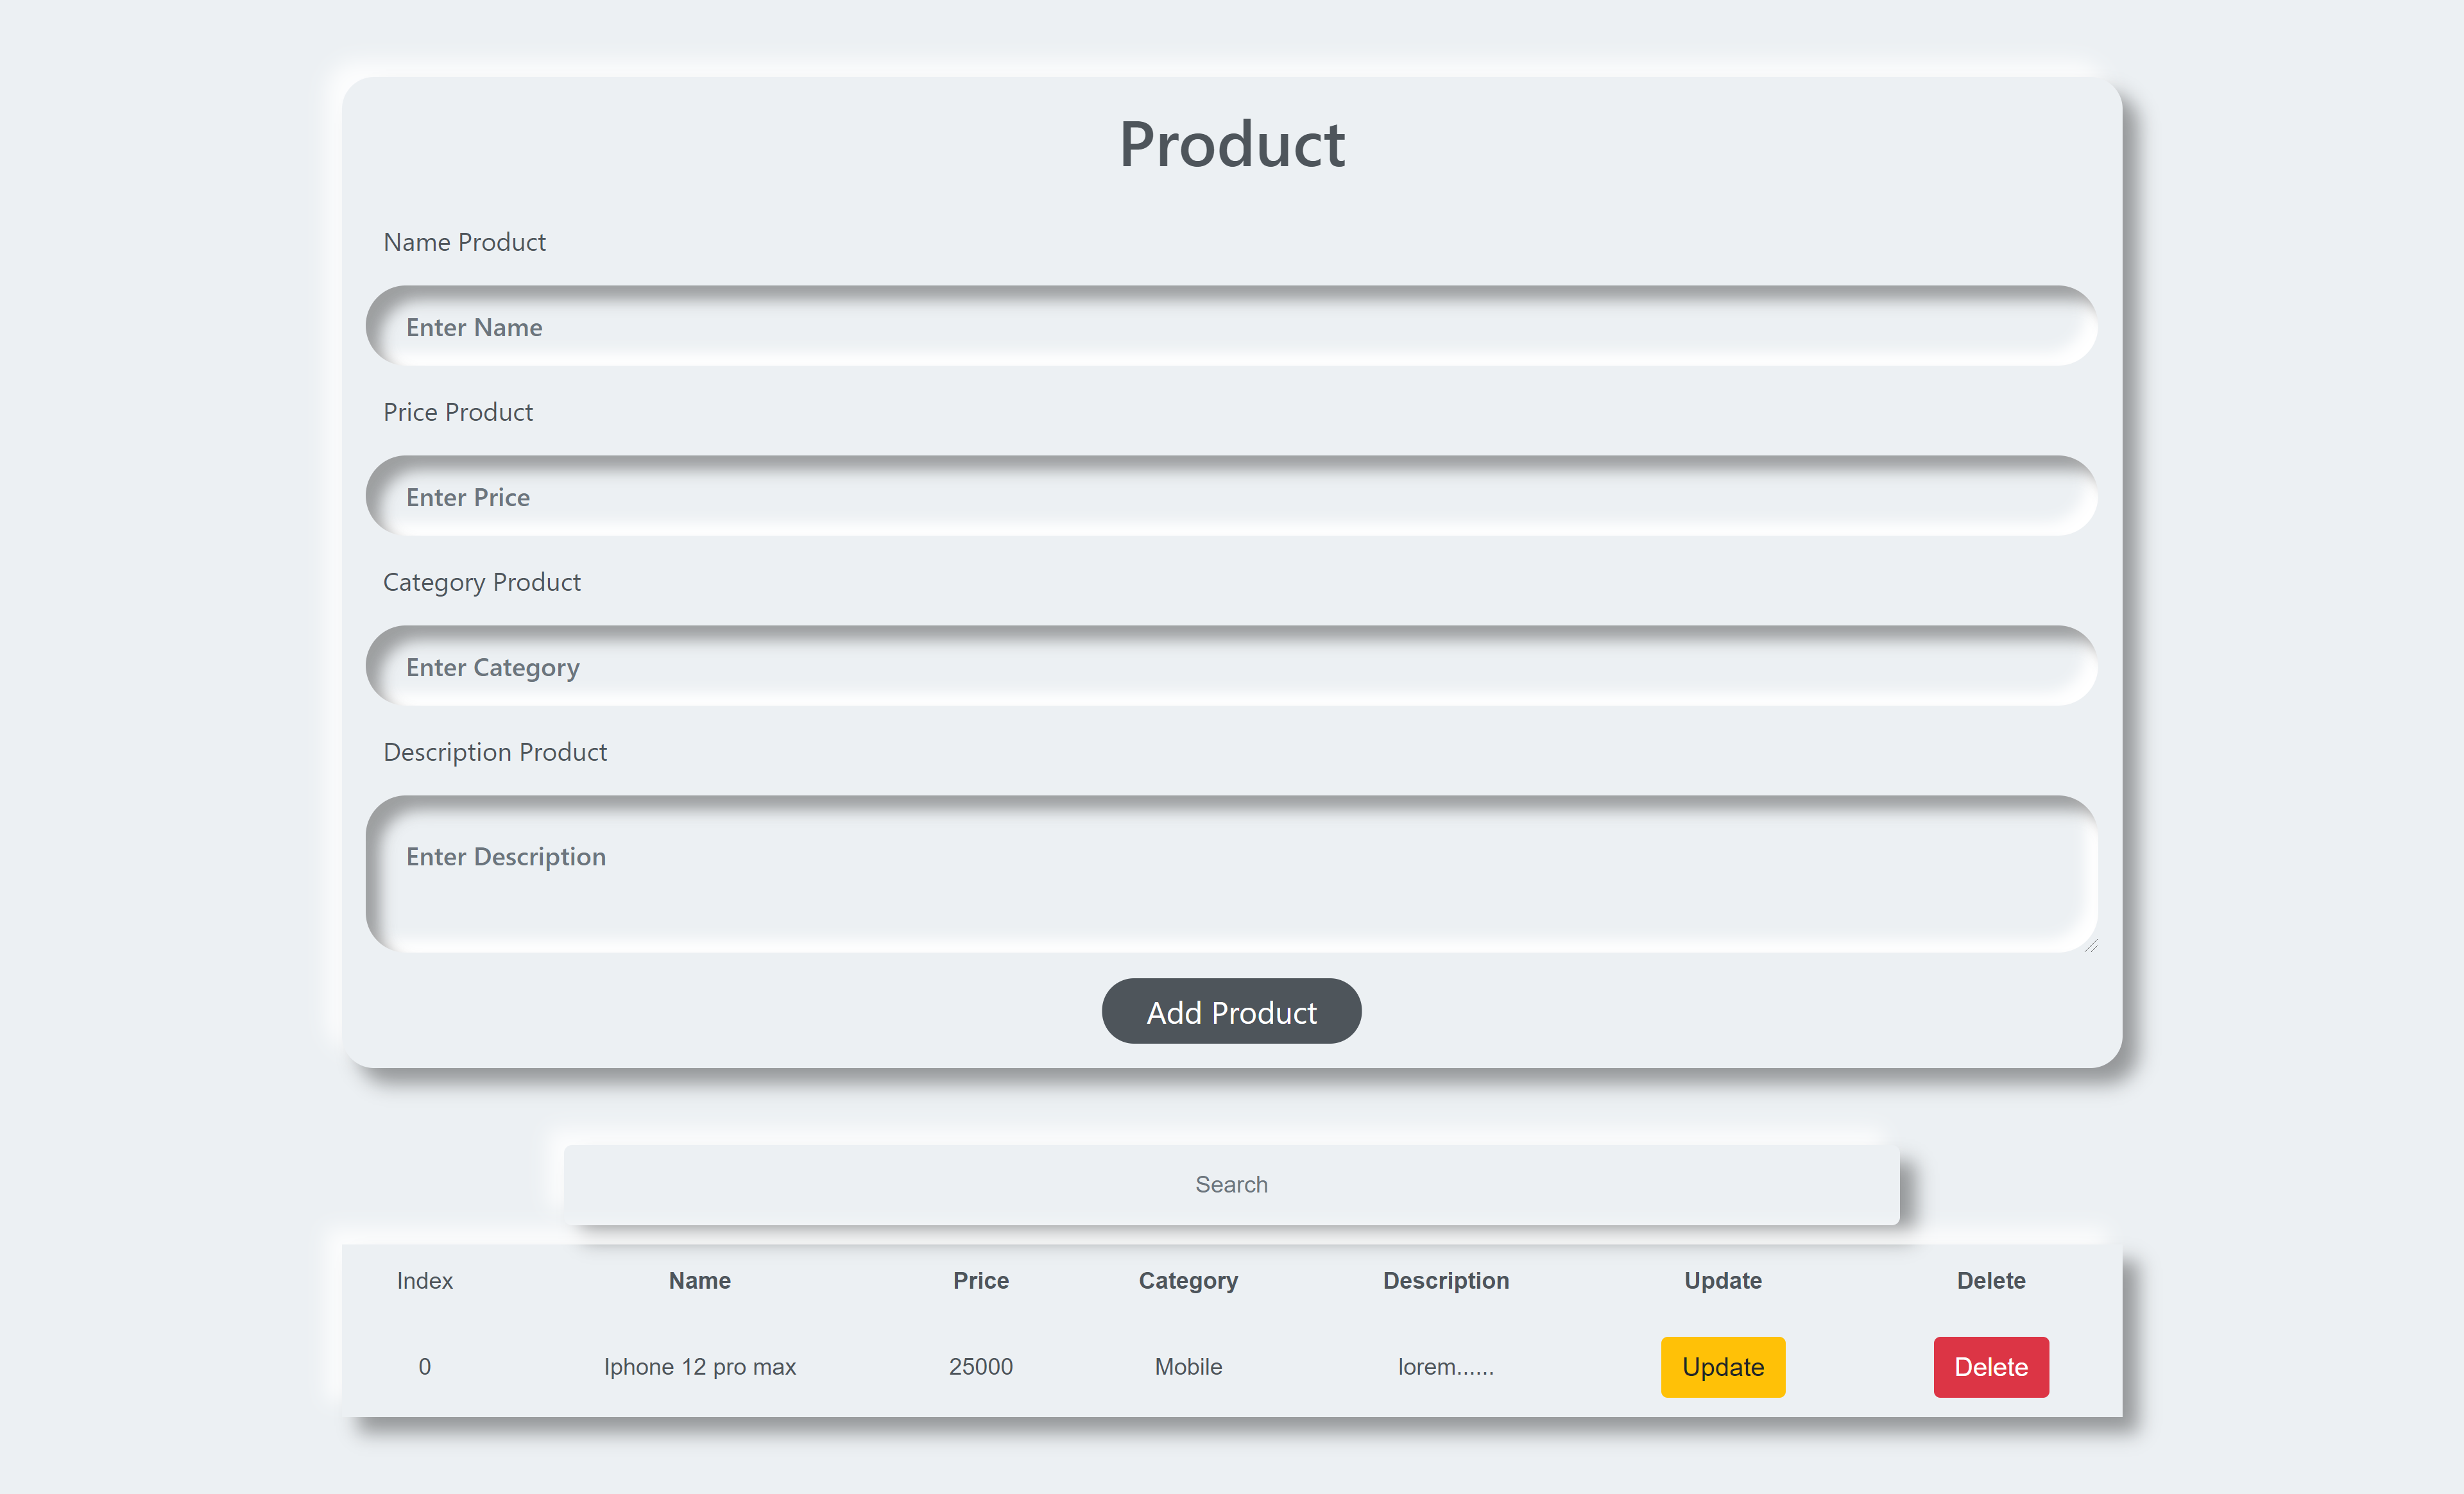 Product
Name Product
Enter Name
Price Product
Enter Price
Category Product
Enter Category
Description Product
Enter Description
Add Product
Search
Index Name Price Category Description Update Delete
0 Iphone 12 pro max 25000 Mobile lorem...... Update Delete